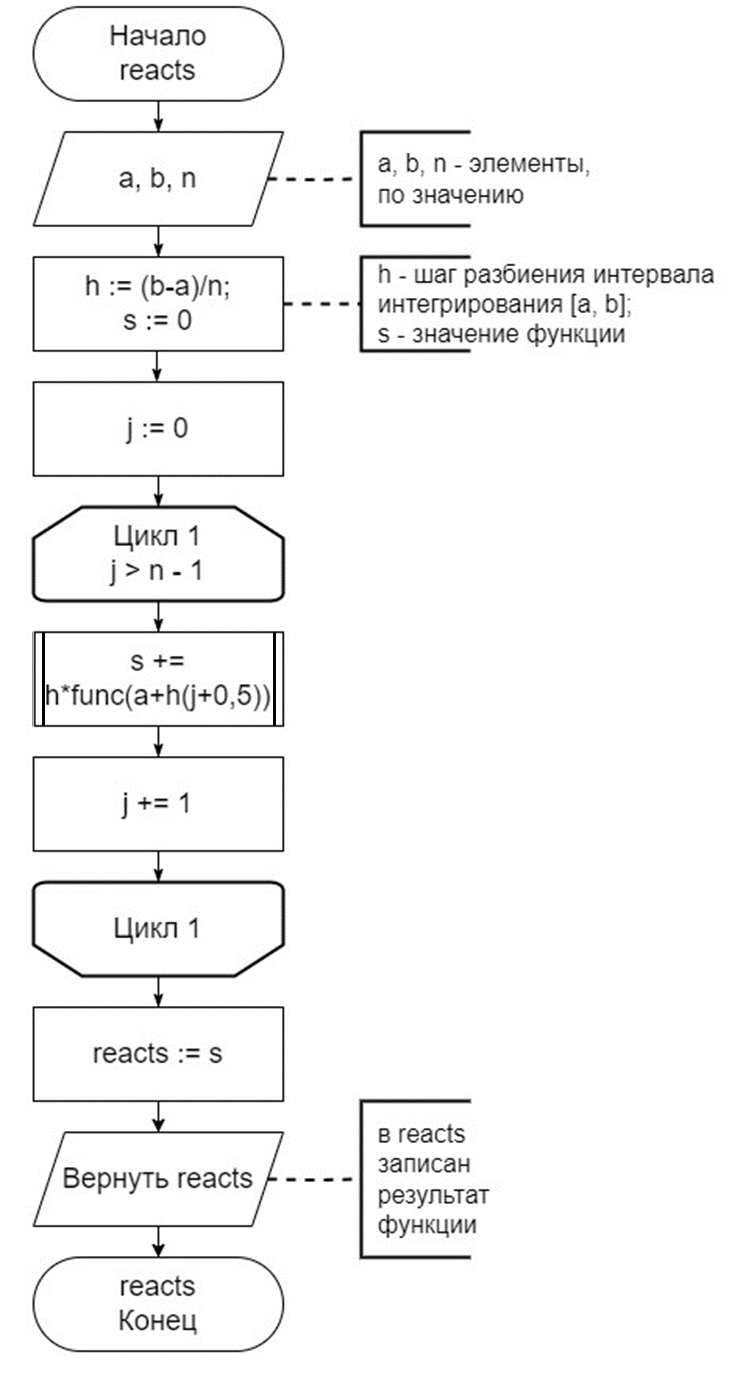 Начало
reacts
a, b, n
a, b, n - элементы,
по значению
h := (b-a)/n;
s := 0
h - шаг разбиения интервала
интегрирования [a, b];
s - значение функции
j := 0
Цикл 1
j > n - 1
s +=
h*func(a+h(j+0,5))
j += 1
Цикл 1
reacts := s
Вернуть reacts
в reacts
записан
результат
функции
reacts
Конец